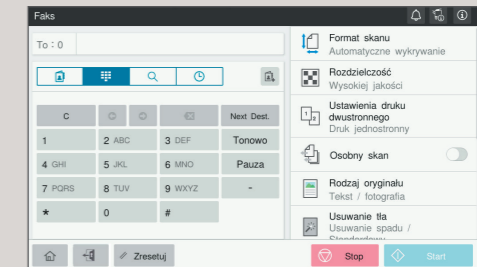 Faks
To : 0
C
Next Dest.
1
2 ABC
3 DEF
Tonowo
4 GHI
5 JKL
6 MNO
Pauza
7 PQRS
8 TUV
9 WXYZ
-
*
0
#
Format skanu
Automatyczne wykrywanie
Rozdzielczość
Wysokiej jakości
Ustawienia druku
dwustronnego
Druk jednostronny
Osobny skan
Rodzaj oryginału
Tekst / fotografia
Usuwanie tła
Usuwanie spadu /
Zresetuj
Stop
Start